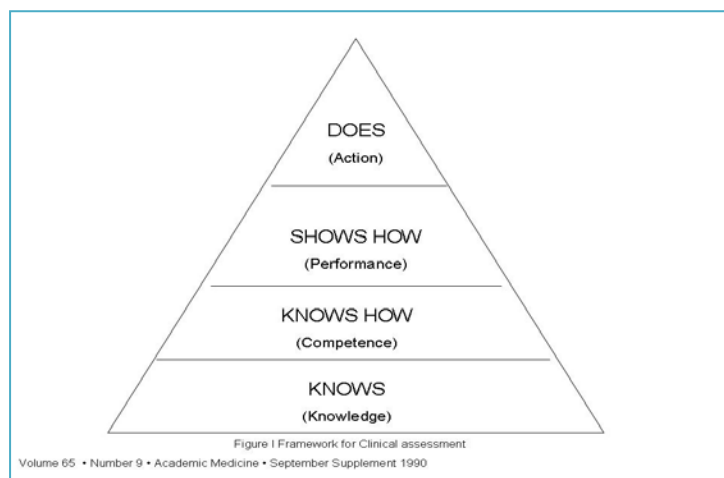 DOES
(Action)
SHOWS HOW
(Performance)
KNOWS HOW
(Competence)
KNOWS
(Knowledge)
Figure I Framework for Clinical assessment
Volume 65 • Number 9 • Academic Medicine • September Supplement 1990